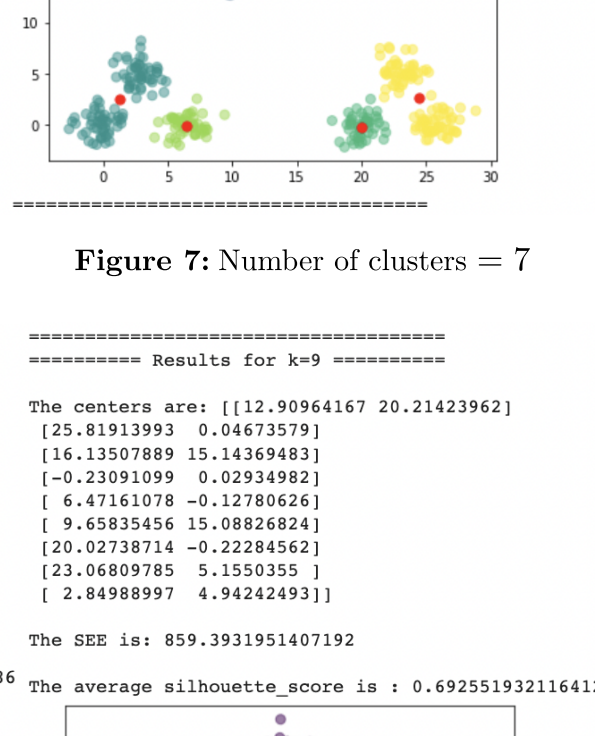 10
5
0
0 5 10 15 20 25 30
=====================================
Figure 7: Number of clusters = 7
=====================================
========== Results for k=9 ==========
The centers are: [[12.90964167 20.21423962]
[25.81913993 0.04673579]
[16.13507889 15.14369483]
[-0.23091099 0.02934982]
[ 6.47161078 -0.12780626]
[ 9.65835456 15.08826824]
[20.02738714 -0.22284562]
[23.06809785 5.1550355 ]
[ 2.84988997 4.94242493]]
The SEE is: 859.3931951407192
The average silhouette_score is : 0.692551932116412